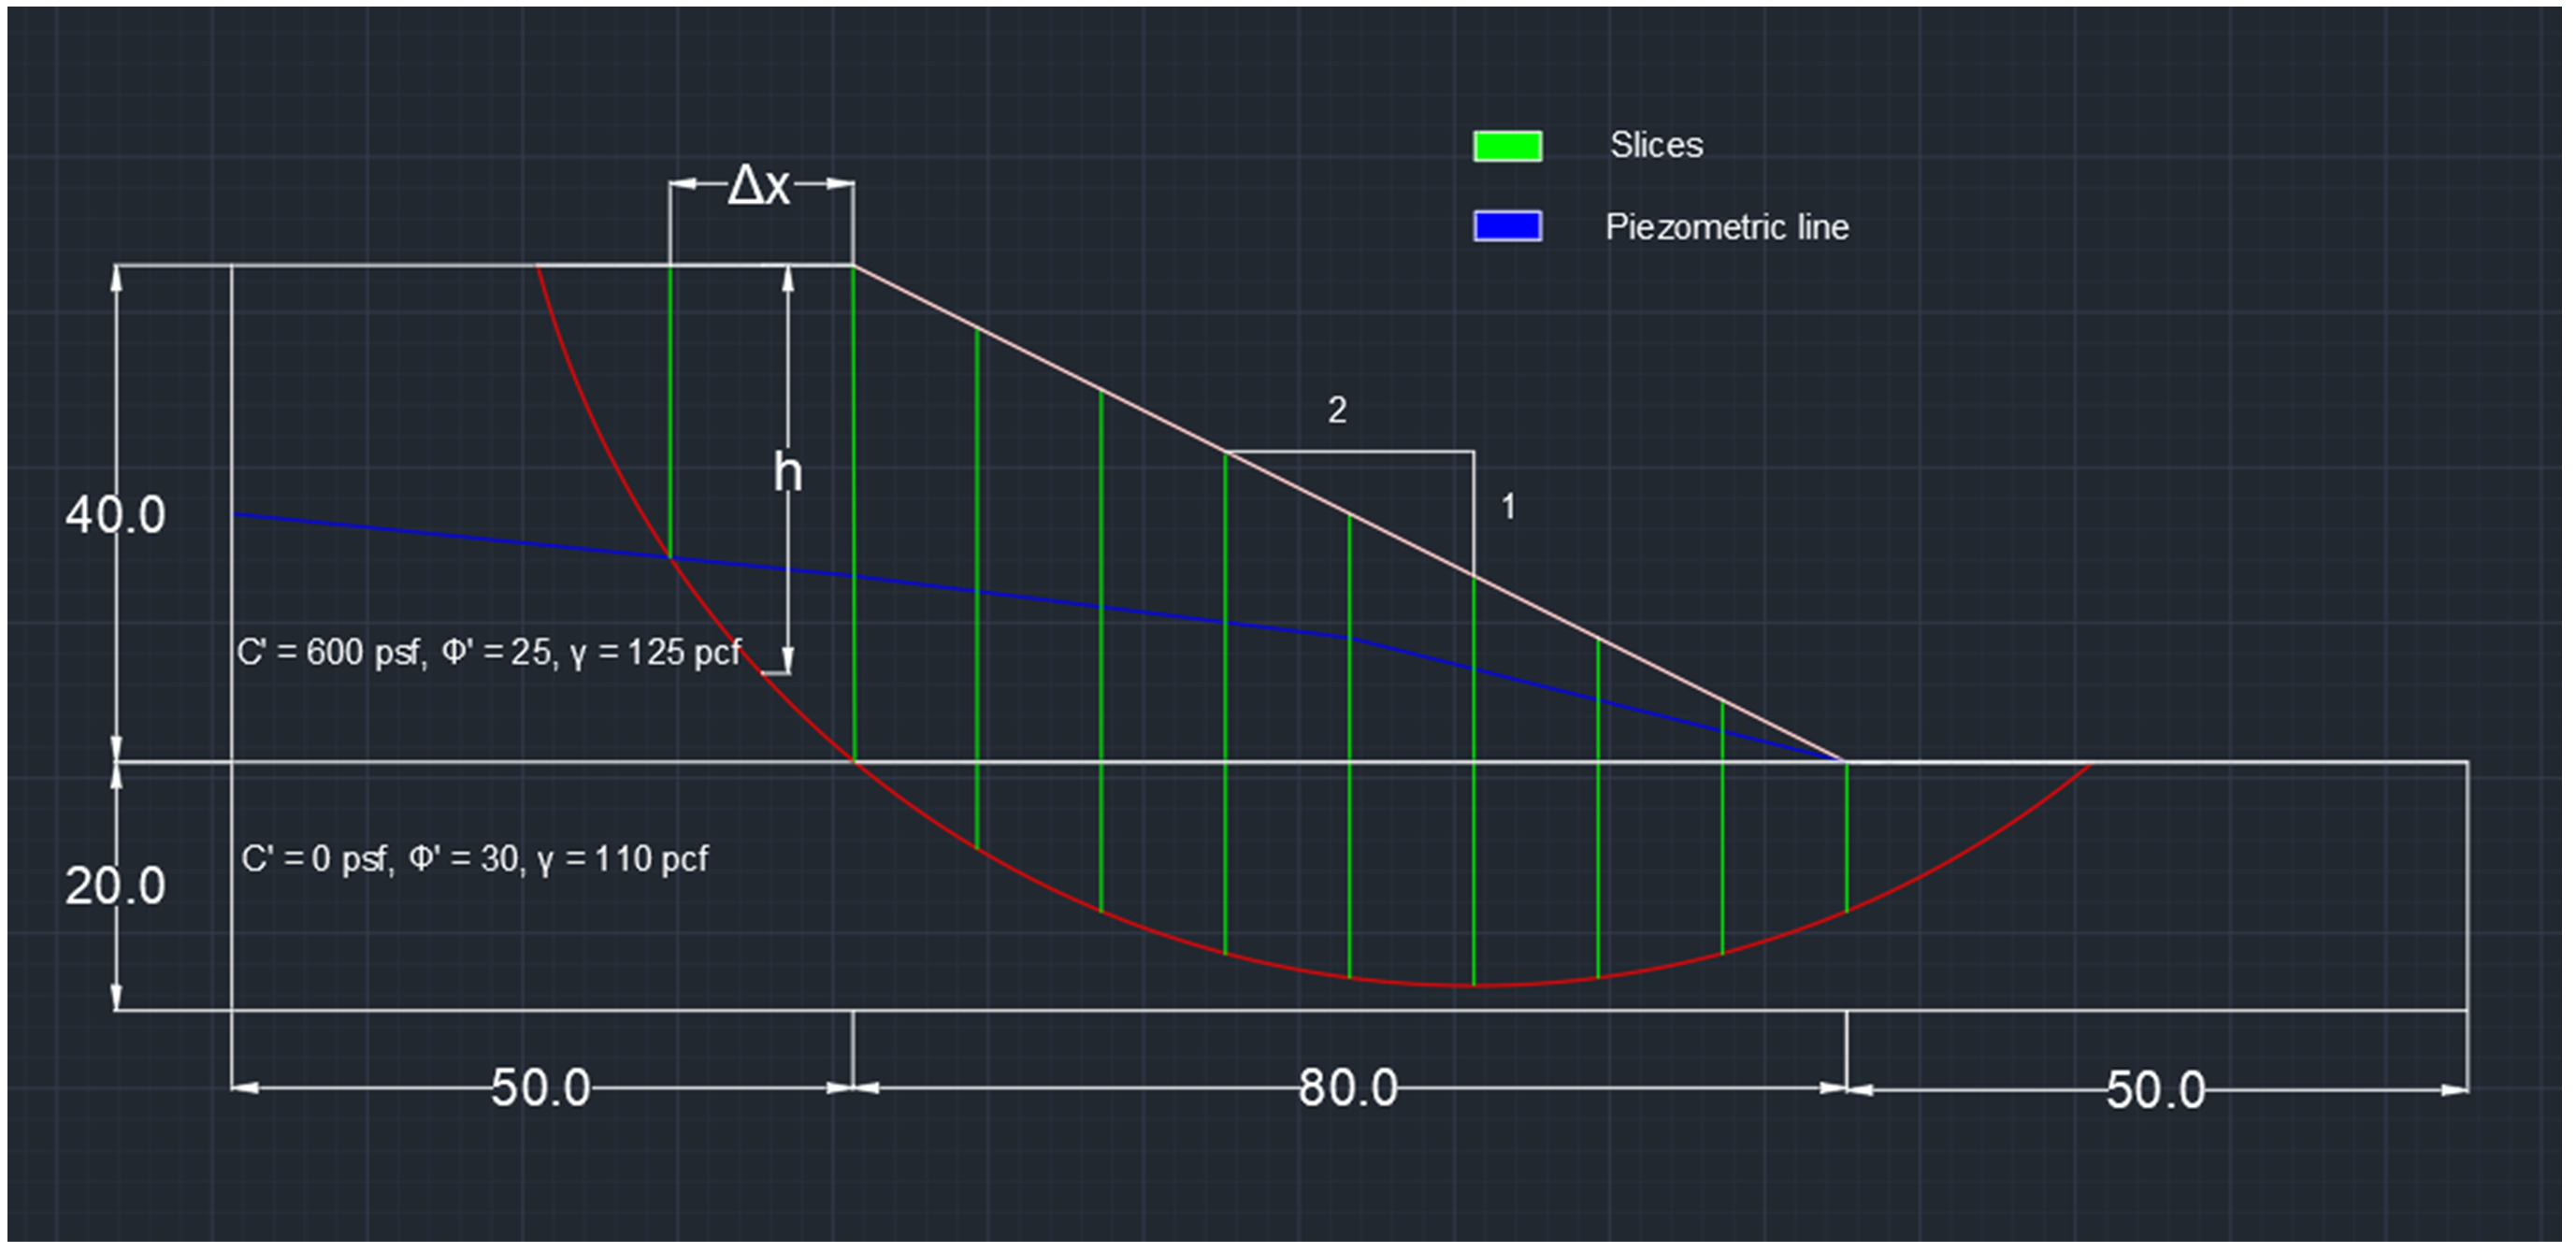 Slices
Δx
Piezometric line
2
h
1
40.0
C' = 600 psf, Φ' = 25, γ = 125 pcf
C' = 0 psf, Φ' = 30, γ = 110 pcf
20.0
50.0
80.0
50.0